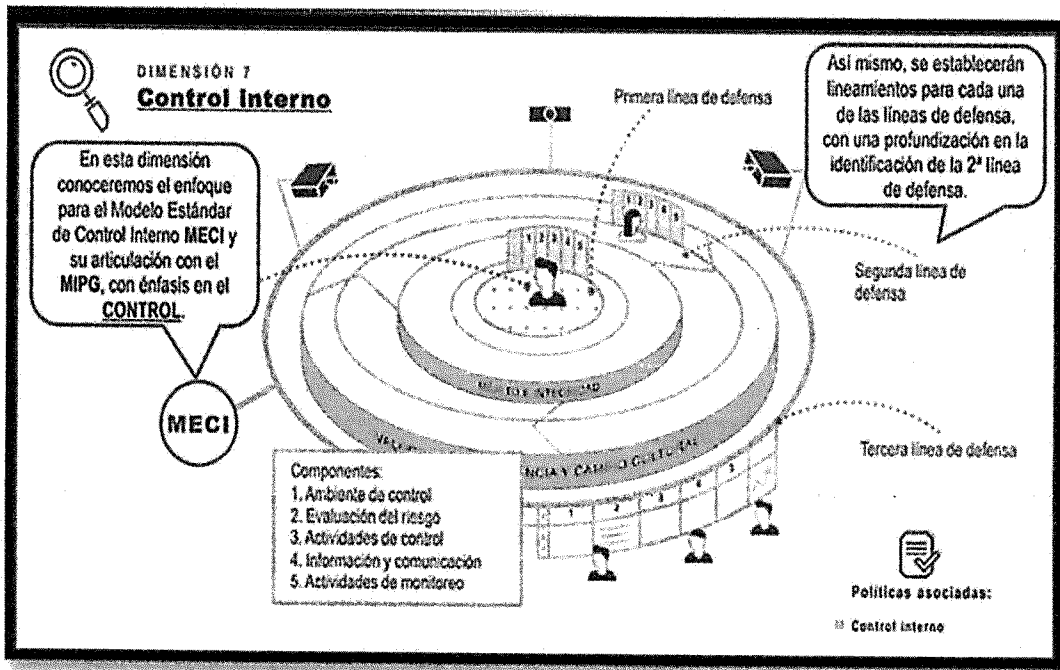 DIMENSIÓN 7
Control Interno
En esta dimensión
conoceremos el enfoque
para el Modelo Estándar
de Control Interno MECI y
su articulación con el
MIPG, con énfasis en el
CONTROL.
MECI
Primera línea de defensa
Así mismo, se establecerán
lineamientos para cada una
de las líneas de defensa,
con una profundización en la
identificación de la 2ª línea
de defensa.
Segunda línea de
defensa
Tercera línea de defensa
1 2 3 4 5
Componentes:
1. Ambiente de control
2. Evaluación del riesgo
3. Actividades de control
4. Información y comunicación
5. Actividades de monitoreo
1 2 3 4 5
Políticas asociadas:
Control interno